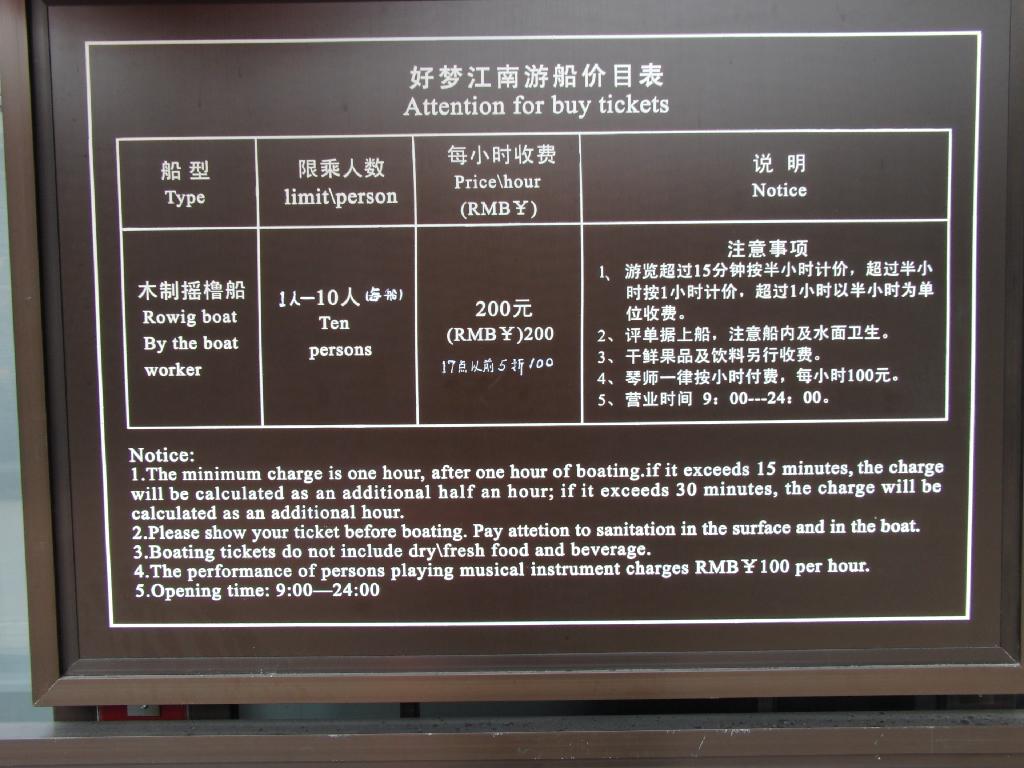 好梦江南游船价目表
Attention for buy tickets
船型
Type
限乘人数
limit\person
每小时收费
Price\hour
(RMB¥)
说 明
Notice
木制摇橹船
Rowig boat
By the boat
worker
1人—10人 (每船)
Ten
persons
200元
(RMB¥)200
17点以前5折100
注意事项
1、 游览超过15分钟按半小时计价，超过半小
时按1小时计价，超过1小时以半小时为单
位收费。
2、评单据上船，注意船内及水面卫生。
3、干鲜果品及饮料另行收费。
4、琴师一律按小时付费，每小时100元。
5、营业时间 9：00---24：00。
Notice:
1.The minimum charge is one hour, after one hour of boating.if it exceeds 15 minutes, the charge
will be calculated as an additional half an hour; if it exceeds 30 minutes, the charge will be
calculated as an additional hour.
2.Please show your ticket before boating. Pay attetion to sanitation in the surface and in the boat.
3.Boating tickets do not include dry\fresh food and beverage.
4.The performance of persons playing musical instrument charges RMB¥100 per hour.
5.Opening time: 9:00—24:00